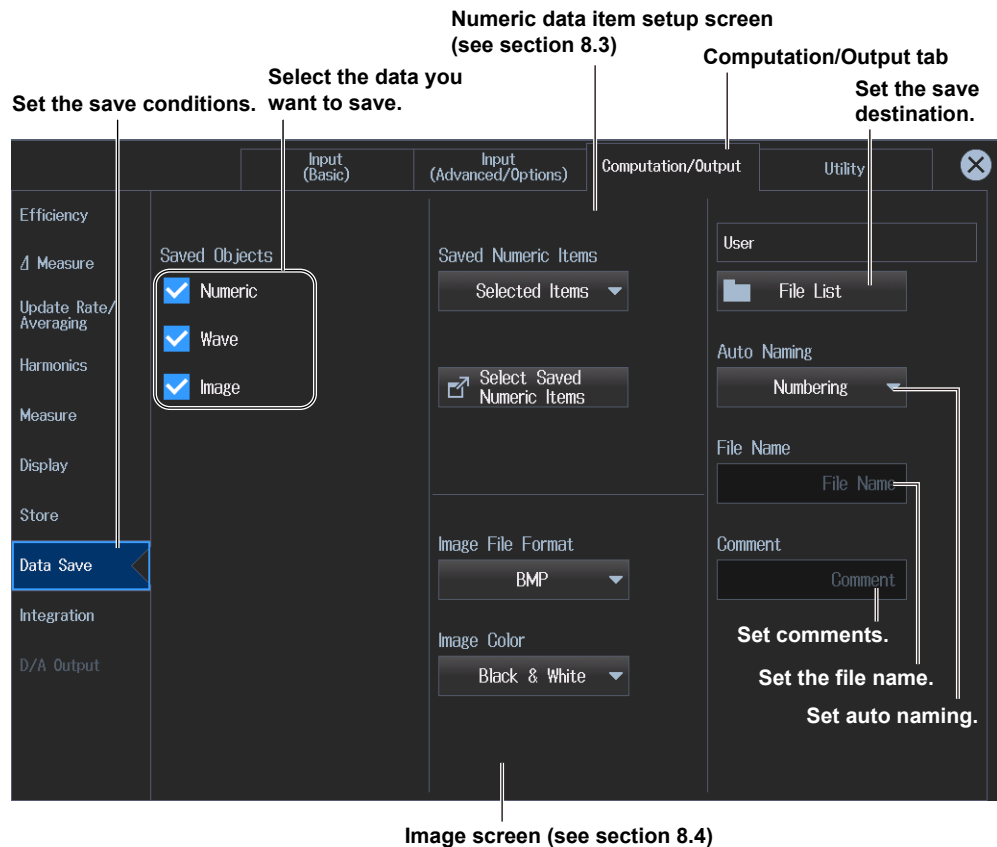 Numeric data item setup screen
(see section 8.3)
Computation/Output tab
Select the data you
want to save.
Set the save conditions.
Set the save
destination.
Input
(Basic)
Input
(Advanced/Options)
Computation/Output
Utility
Efficiency
⊿ Measure
Update Rate/
Averaging
Harmonics
Measure
Display
Store
Data Save
Integration
D/A Output
Saved Objects
Numeric
Wave
Image
Saved Numeric Items
Selected Items
Select Saved
Numeric Items
Image File Format
BMP
Image Color
Black & White
User
File List
Auto Naming
Numbering
File Name
File Name
Comment
Comment
Set comments.
Set the file name.
Set auto naming.
Image screen (see section 8.4)